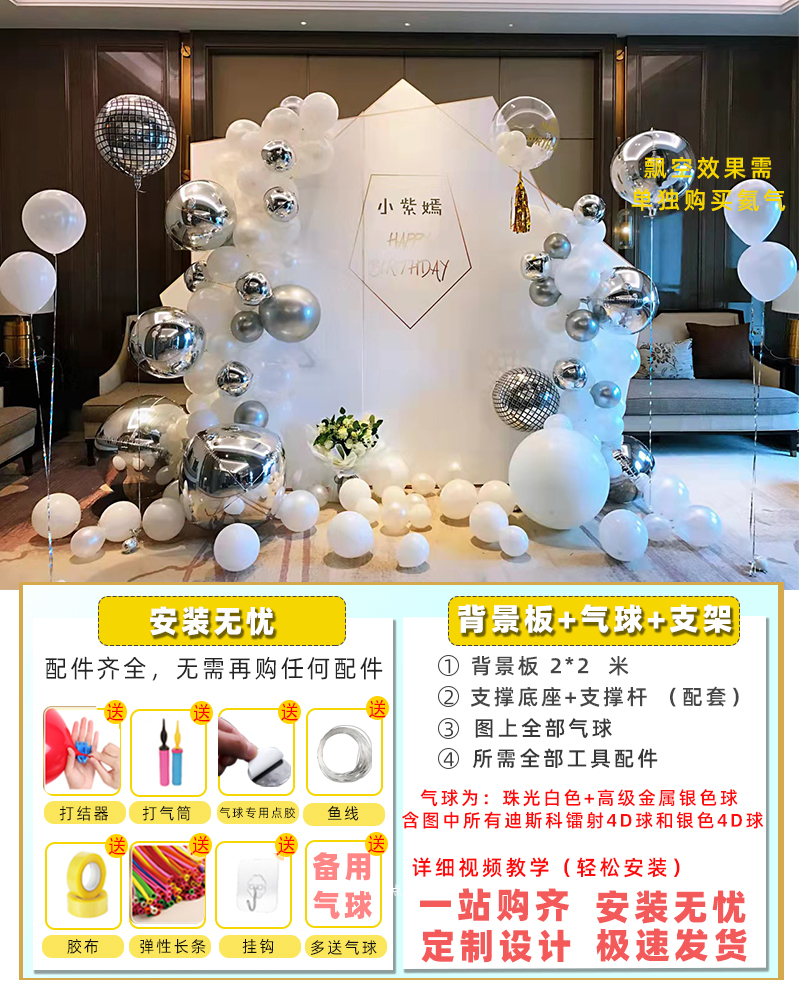 飘空效果需
单独购买氦气
小紫嫣
HAPPY
BIRTHDAY
安装无忧
配件齐全，无需再购任何配件
送 送 送 送
打结器 打气筒 气球专用点胶 鱼线
送 送 送 送
备用
气球
胶布 弹性长条 挂钩 多送气球
背景板+气球+支架
① 背景板 2*2 米
② 支撑底座+支撑杆 （配套）
③ 图上全部气球
④ 所需全部工具配件
气球为：珠光白色+高级金属银色球
含图中所有迪斯科镭射4D球和银色4D球
详细视频教学（轻松安装）
一站购齐 安装无忧
定制设计 极速发货